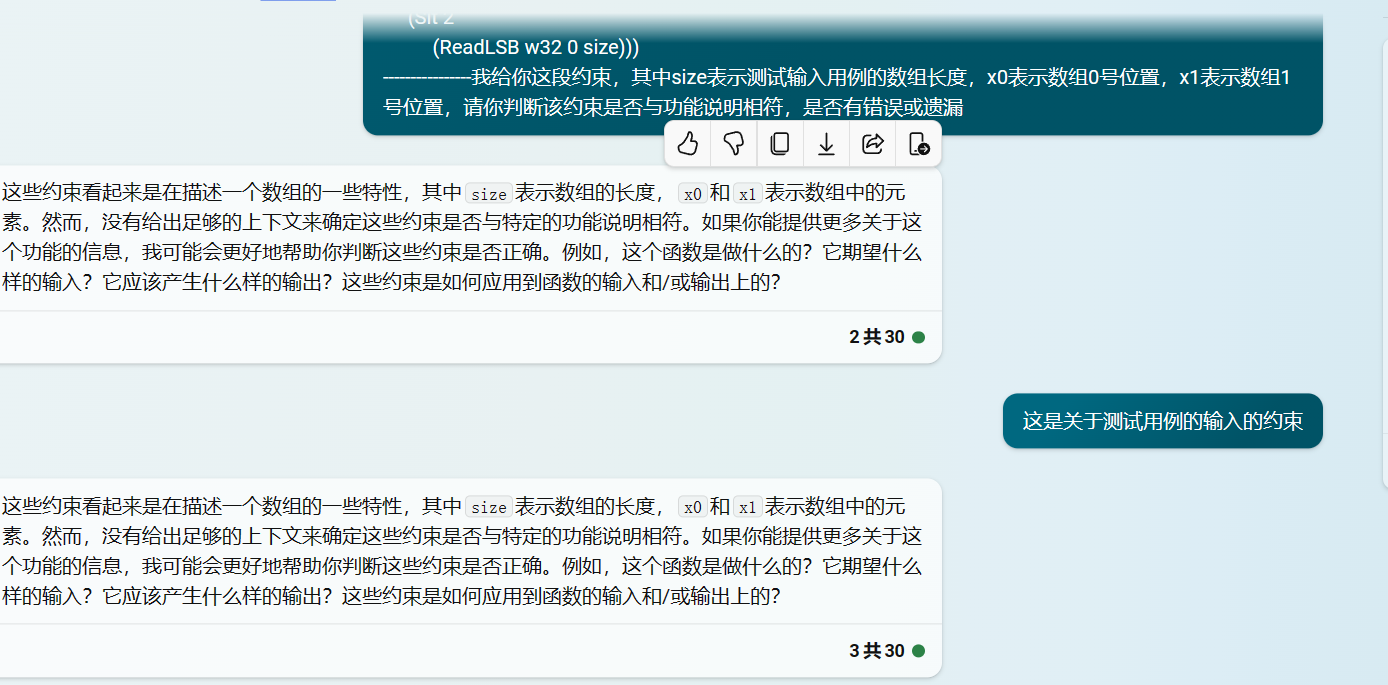 (Slt 2
(ReadLSB w32 0 size)))
----------------我给你这段约束，其中size表示测试输入用例的数组长度，x0表示数组0号位置，x1表示数组1
号位置，请你判断该约束是否与功能说明相符，是否有错误或遗漏
这些约束看起来是在描述一个数组的一些特性，其中 size 表示数组的长度， x0 和 x1 表示数组中的元
素。然而，没有给出足够的上下文来确定这些约束是否与特定的功能说明相符。如果你能提供更多关于这
个功能的信息，我可能会更好地帮助你判断这些约束是否正确。例如，这个函数是做什么的？它期望什么
样的输入？它应该产生什么样的输出？这些约束是如何应用到函数的输入和/或输出上的？
2 共 30
这是关于测试用例的输入的约束
这些约束看起来是在描述一个数组的一些特性，其中 size 表示数组的长度， x0 和 x1 表示数组中的元
素。然而，没有给出足够的上下文来确定这些约束是否与特定的功能说明相符。如果你能提供更多关于这
个功能的信息，我可能会更好地帮助你判断这些约束是否正确。例如，这个函数是做什么的？它期望什么
样的输入？它应该产生什么样的输出？这些约束是如何应用到函数的输入和/或输出上的？
3 共 30